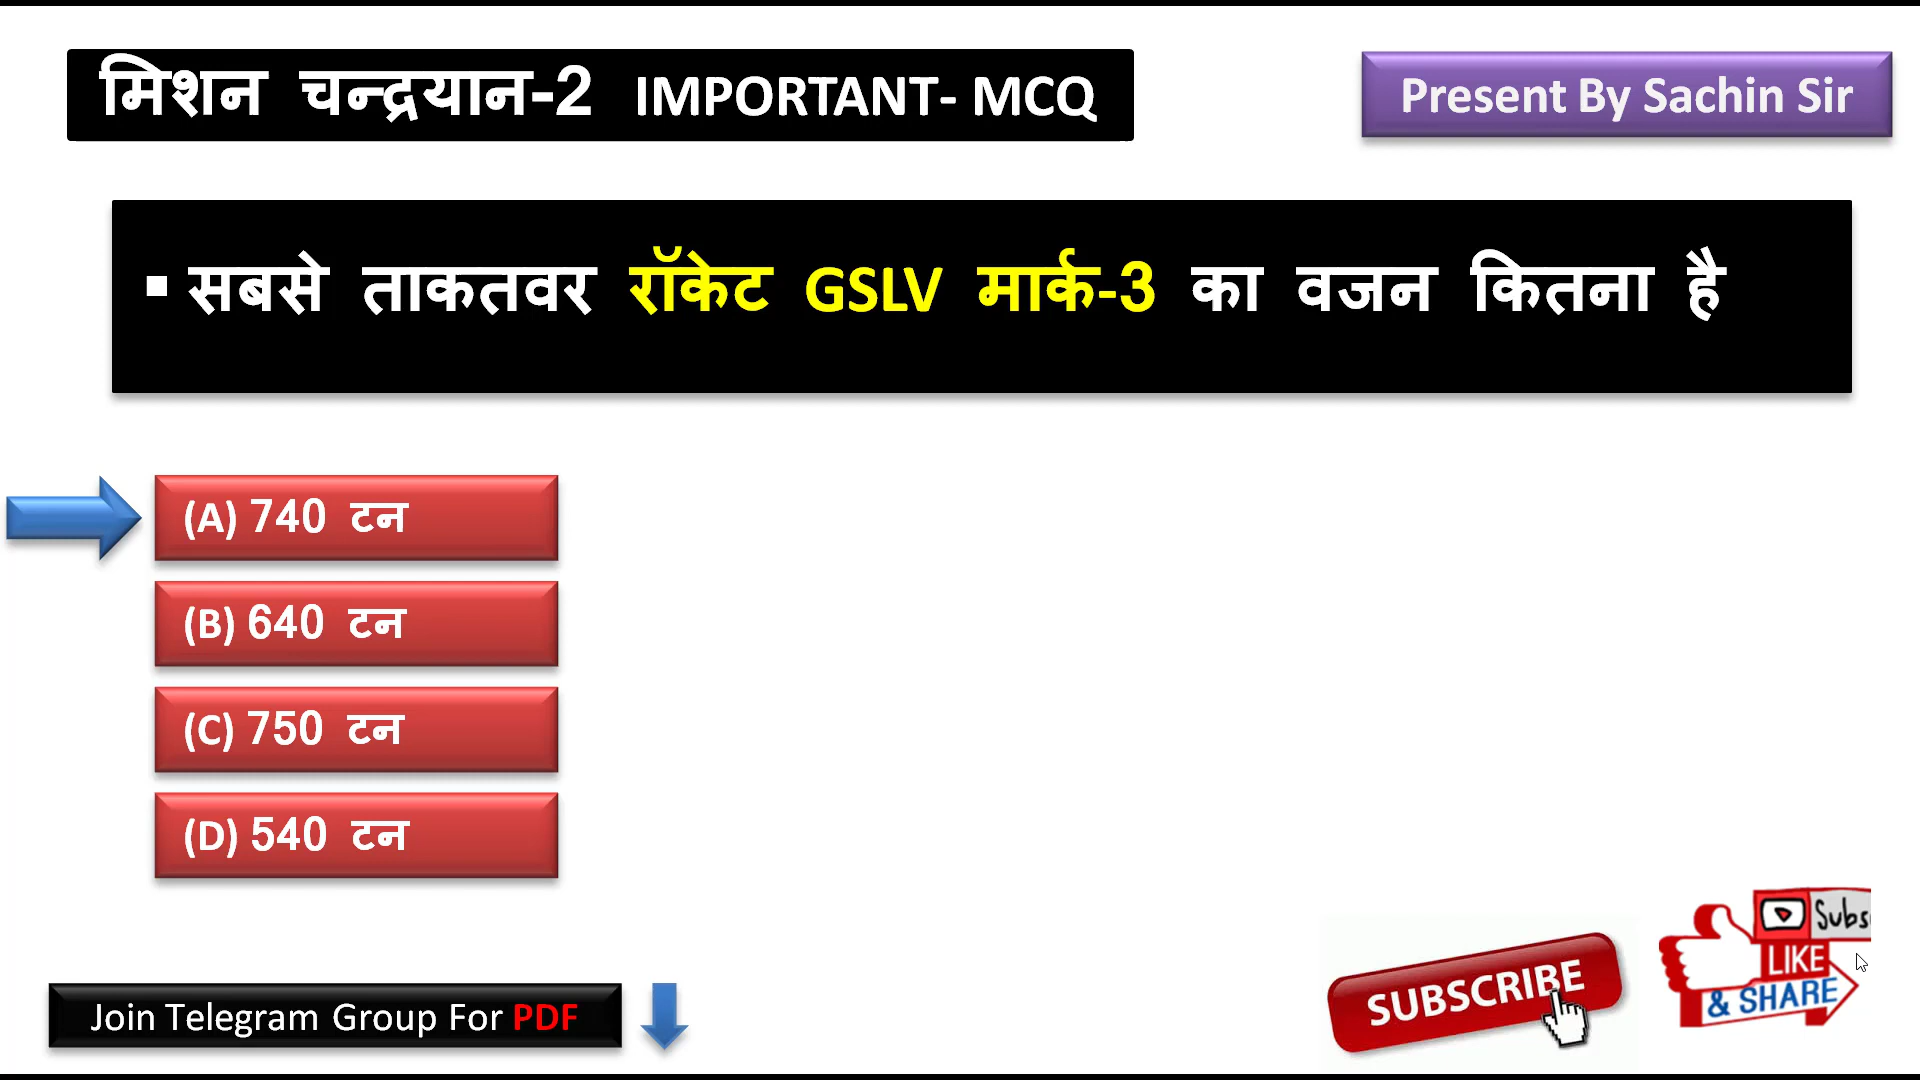 मिशन चन्द्रयान-2 IMPORTANT- MCQ
Present By Sachin Sir
▪ सबसे ताकतवर रॉकेट GSLV मार्क-3 का वजन कितना है
(A) 740 टन
(B) 640 टन
(C) 750 टन
(D) 540 टन
Join Telegram Group For PDF
SUBSCRIBE
Subs
LIKE
& SHARE